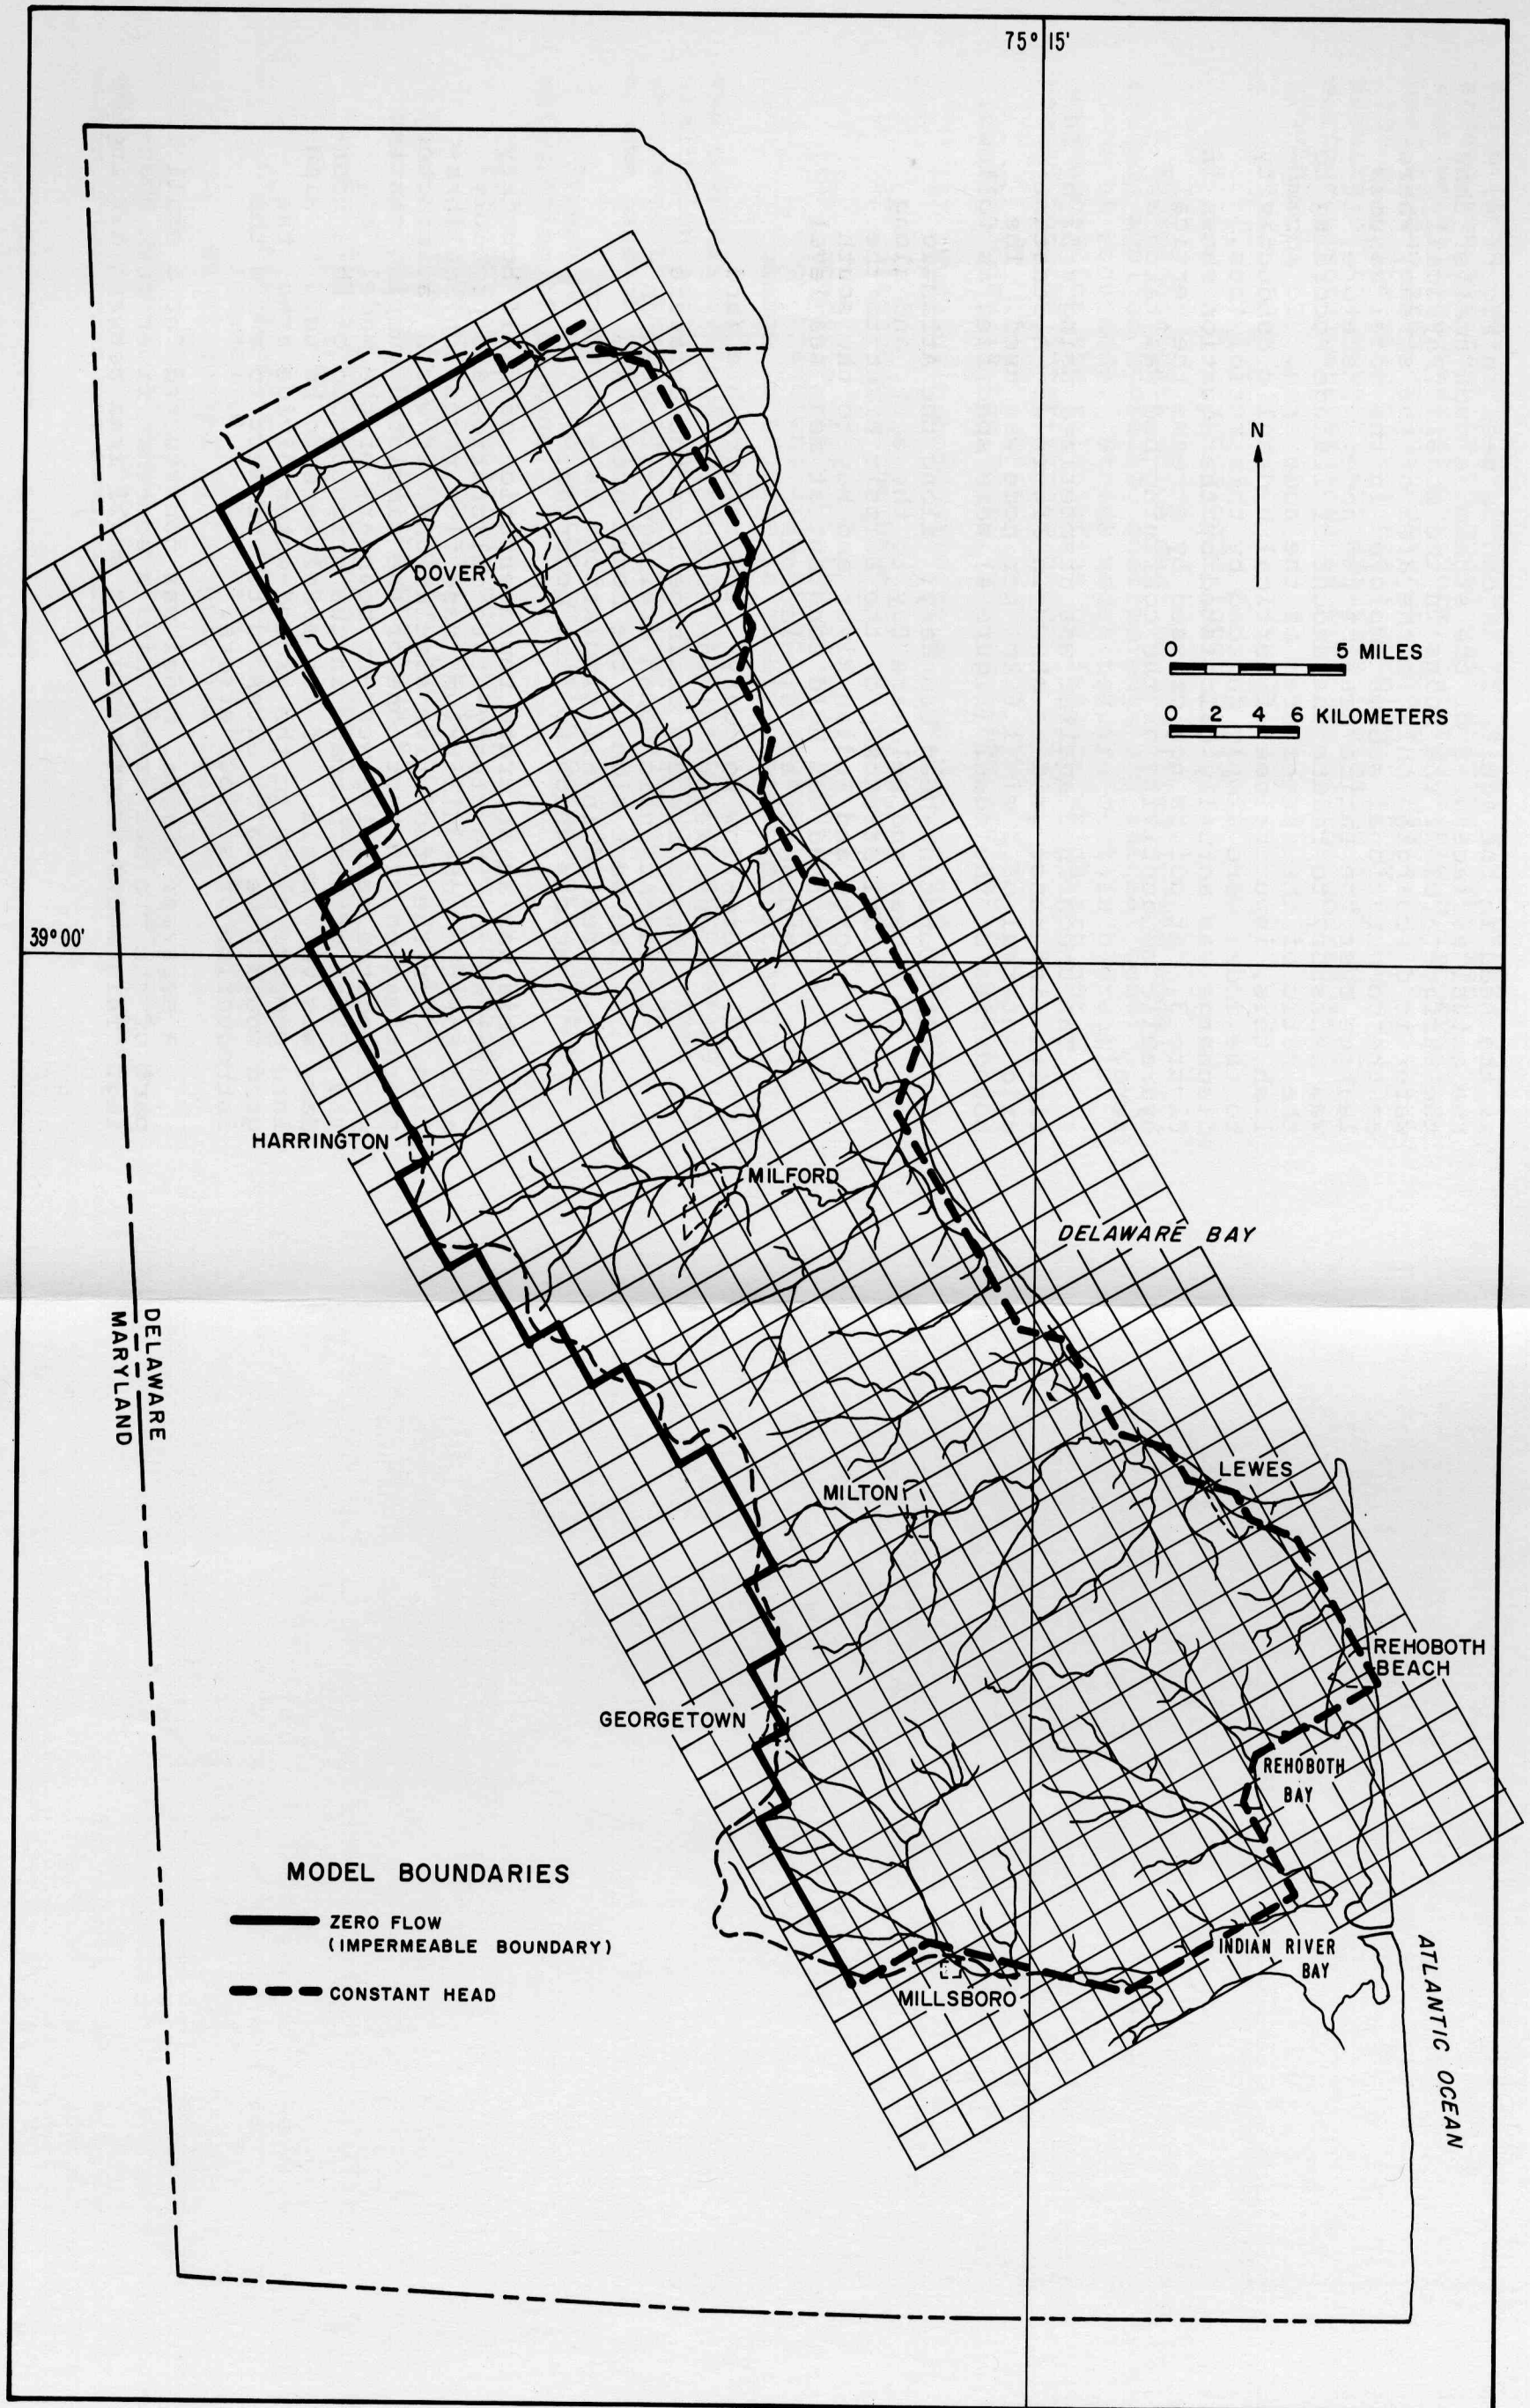 75° 15'
N
DOVER
0 5 MILES
0 2 4 6 KILOMETERS
39° 00'
HARRINGTON
MILFORD
DELAWARE BAY
DELAWARE
MARYLAND
LEWES
MILTON
REHOBOTH
BEACH
GEORGETOWN
REHOBOTH
BAY
MODEL BOUNDARIES
ZERO FLOW
(IMPERMEABLE BOUNDARY)
CONSTANT HEAD
INDIAN RIVER
BAY
MILLSBORO
ATLANTIC OCEAN